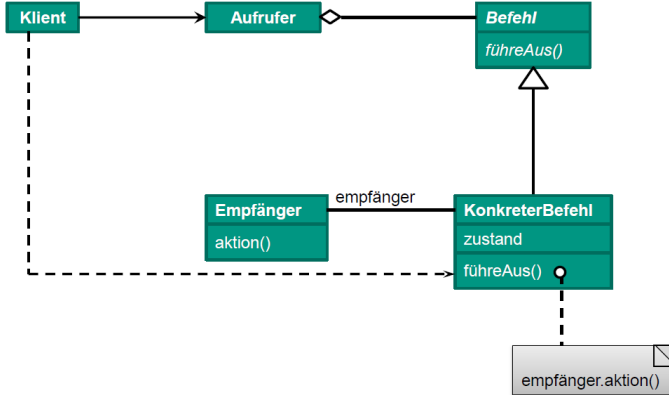 Klient
Aufrufer
Befehl
führeAus()
empfänger
Empfänger
aktion()
KonkreterBefehl
zustand
führeAus()
empfänger.aktion()